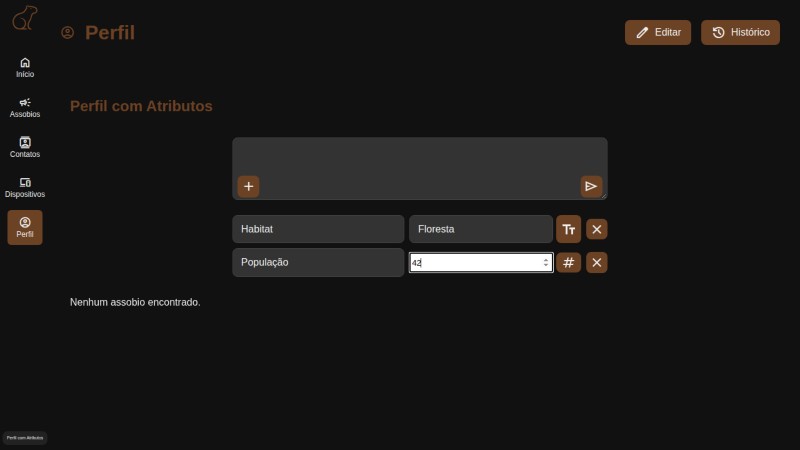 Perfil
Editar
Histórico
Início
Assobios
Contatos
Dispositivos
Perfil
Perfil com Atributos
Habitat
Floresta
População
42
Nenhum assobio encontrado.
Perfil com Atributos